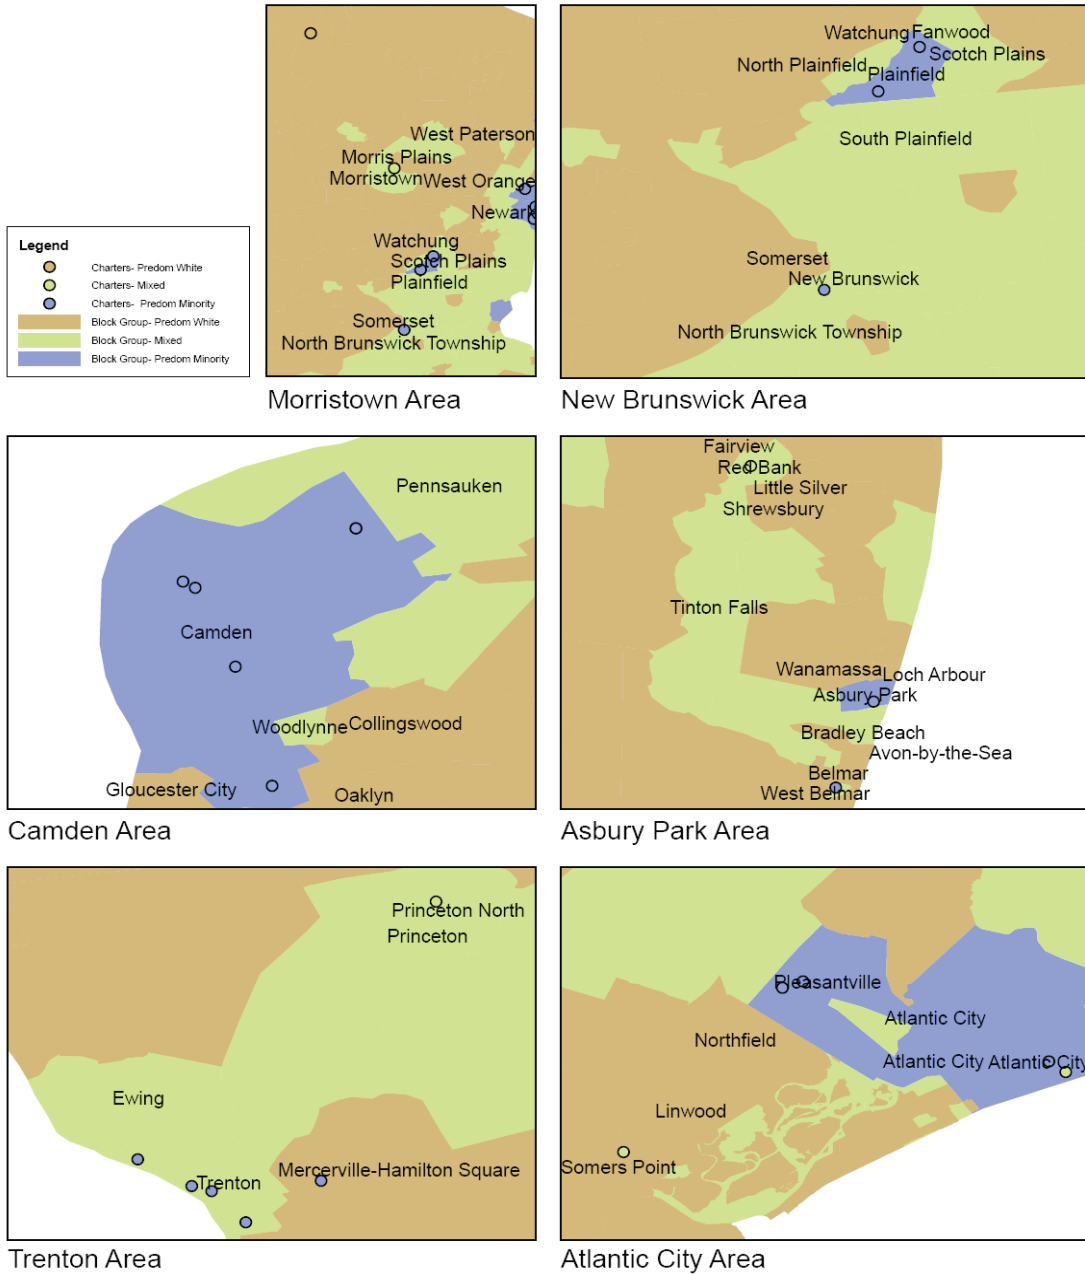 Watchung
Fanwood
Scotch Plains
North Plainfield
Plainfield
South Plainfield
Somerset
New Brunswick
North Brunswick Township
New Brunswick Area
West Paterson
Morris Plains
Morristown
West Orange
Newark
Watchung
Scotch Plains
Plainfield
Somerset
North Brunswick Township
Morristown Area
Legend
Charters- Predom White
Charters- Mixed
Charters- Predom Minority
Block Group- Predom White
Block Group- Mixed
Block Group- Predom Minority
Pennsauken
Camden
Woodlynne
Collingswood
Gloucester City
Oaklyn
Camden Area
Fairview
Red Bank
Little Silver
Shrewsbury
Tinton Falls
Wanamassa
Loch Arbour
Asbury Park
Bradley Beach
Avon-by-the-Sea
Belmar
West Belmar
Asbury Park Area
Princeton North
Princeton
Ewing
Trenton
Mercerville-Hamilton Square
Trenton Area
Pleasantville
Atlantic City
Northfield
Atlantic City
Atlantic City
Linwood
Somers Point
Atlantic City Area